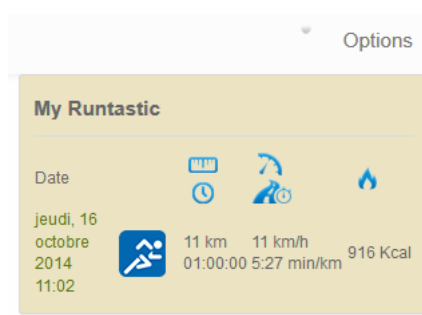 Options
My Runtastic
Date
jeudi, 16
octobre
2014
11:02
11 km
01:00:00
11 km/h
5:27 min/km
916 Kcal